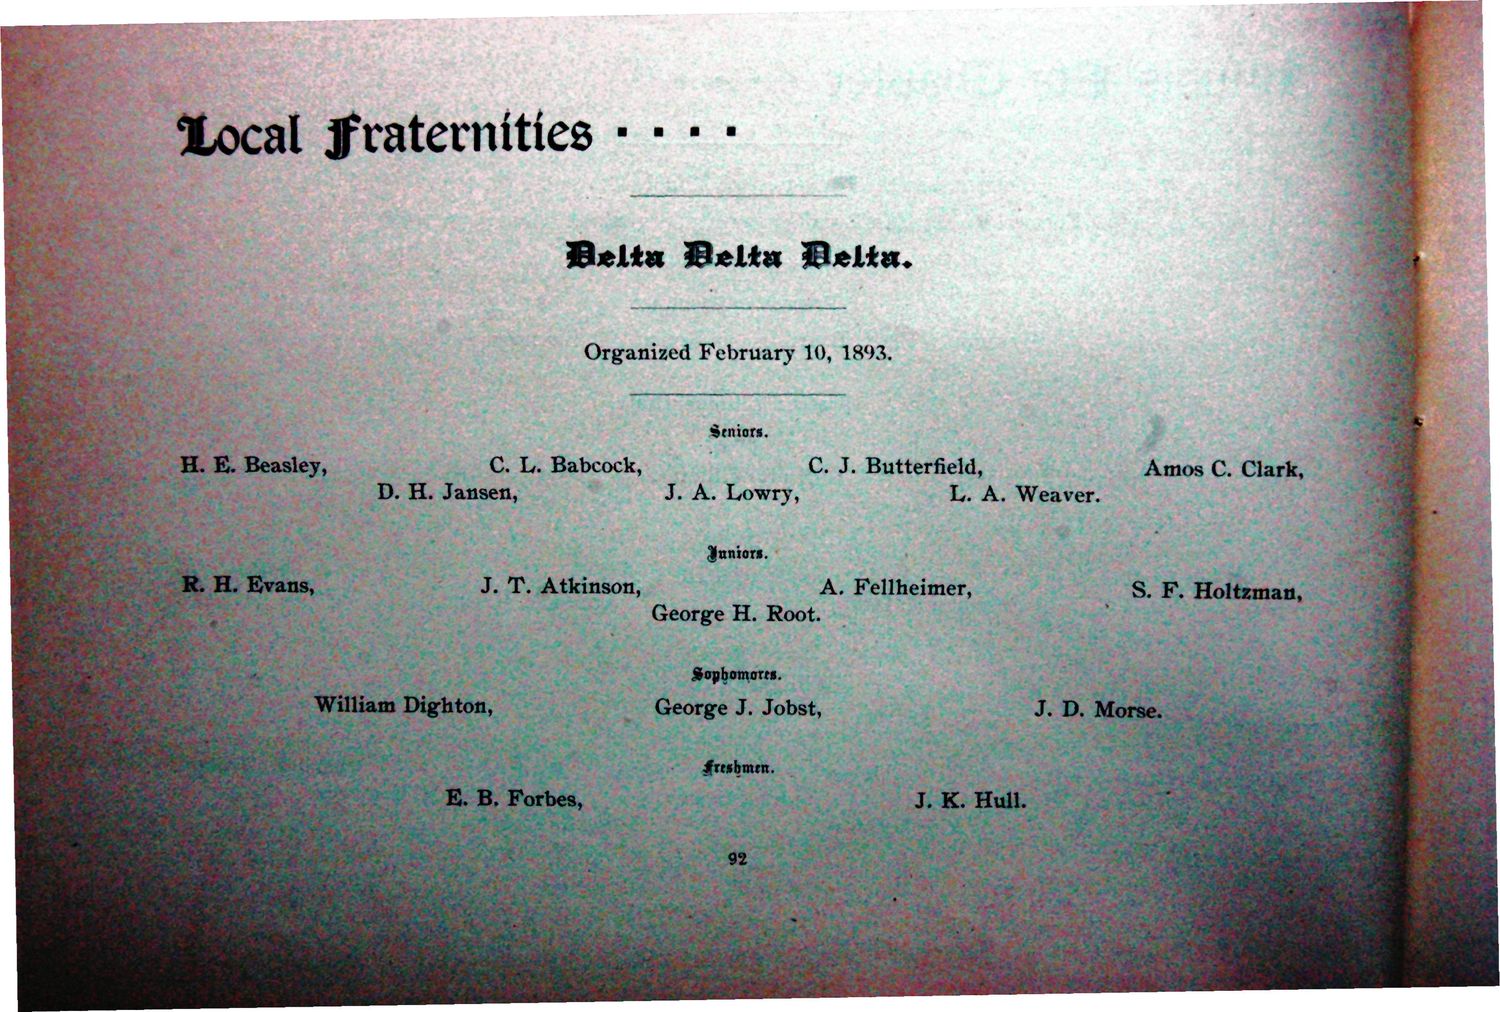 Local Fraternities ....
Delta Delta Delta.
Organized February 10, 1893.
Seniors.
H. E. Beasley, C. L. Babcock, C. J. Butterfield, Amos C. Clark,
D. H. Jansen, J. A. Lowry, L. A. Weaver.
Juniors.
R. H. Evans, J. T. Atkinson, A. Fellheimer, S. F. Holtzman,
George H. Root.
Sophomores.
William Dighton, George J. Jobst, J. D. Morse.
Freshmen.
E. B. Forbes, J. K. Hull.
92